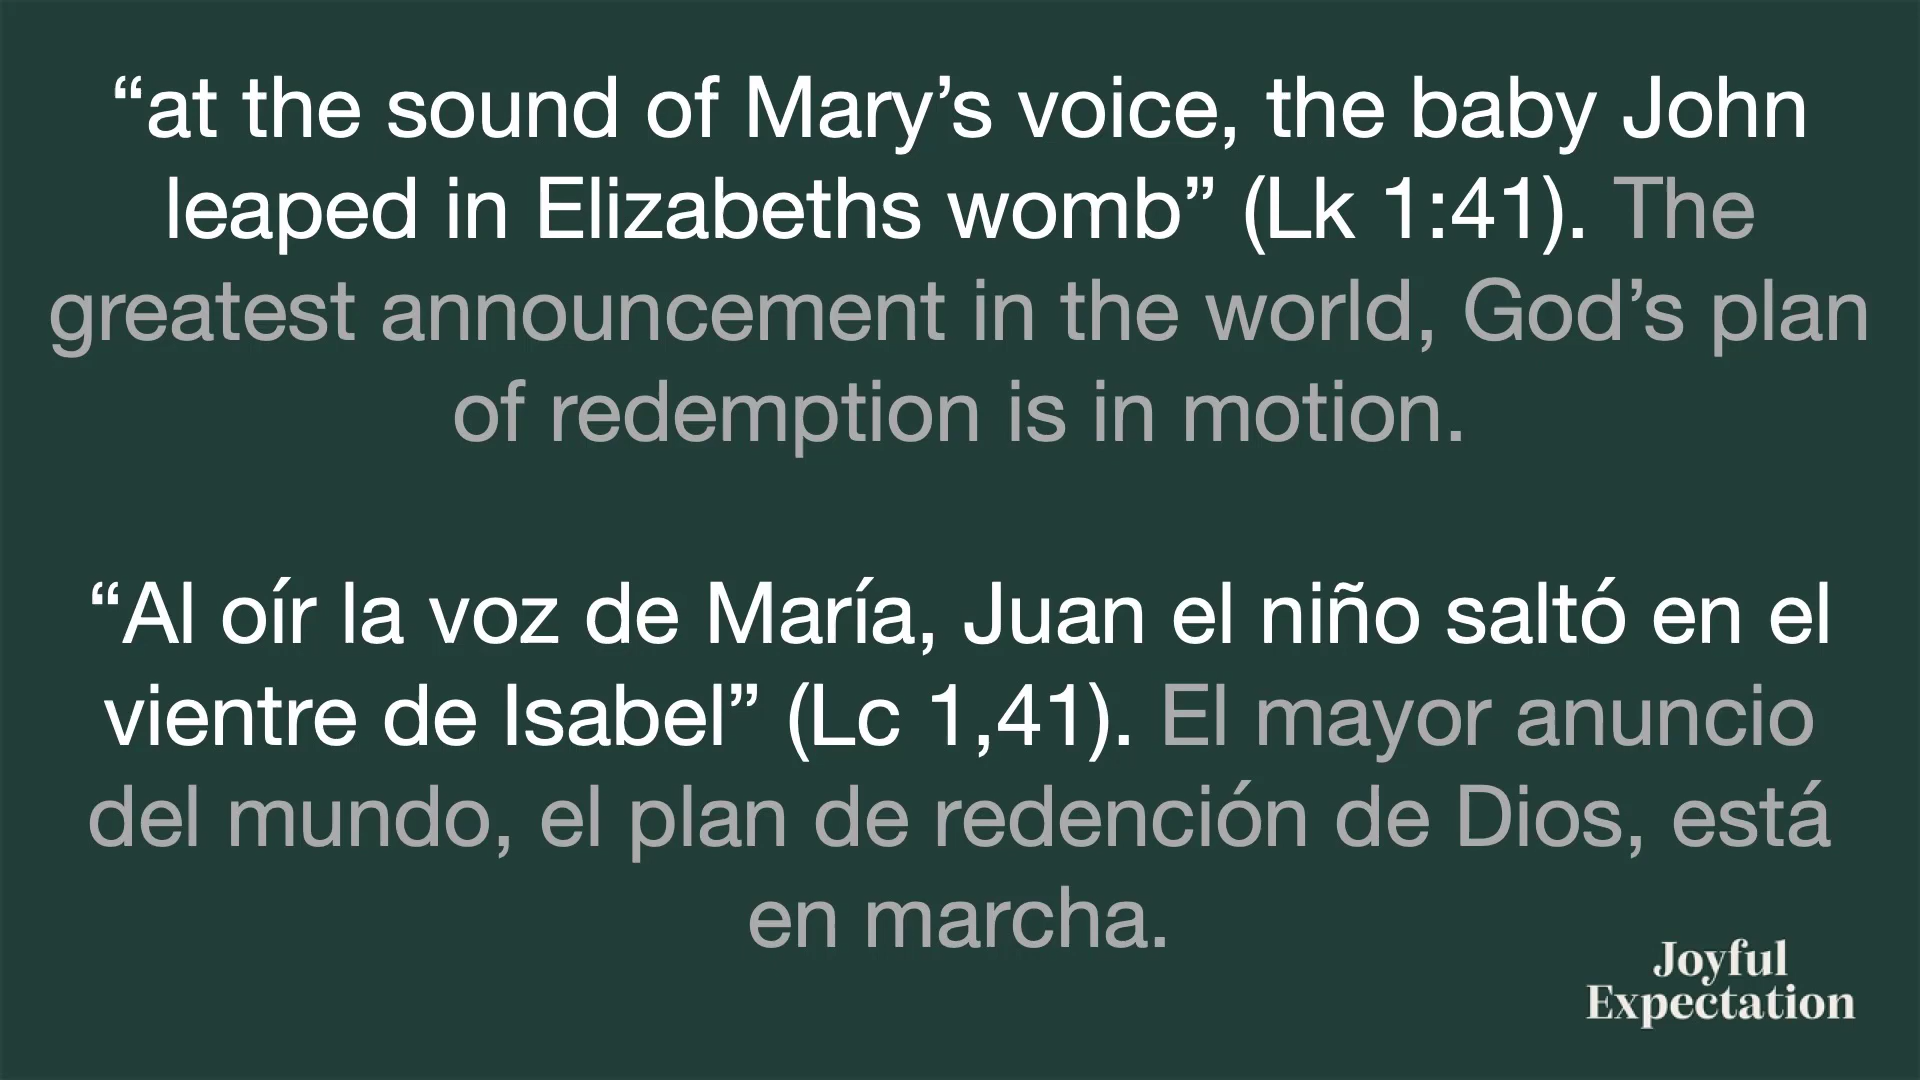 “at the sound of Mary’s voice, the baby John
leaped in Elizabeths womb” (Lk 1:41). The
greatest announcement in the world, God’s plan
of redemption is in motion.
“Al oír la voz de María, Juan el niño saltó en el
vientre de Isabel” (Lc 1,41). El mayor anuncio
del mundo, el plan de redención de Dios, está
en marcha.
Joyful
Expectation